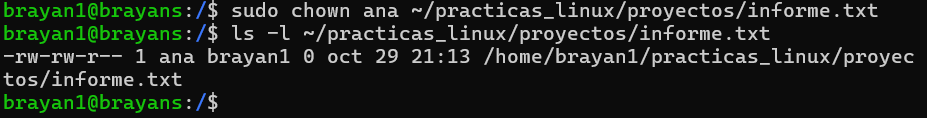 brayan1@brayans:/$ sudo chown ana ~/practicas_linux/proyectos/informe.txt
brayan1@brayans:/$ ls -l ~/practicas_linux/proyectos/informe.txt
-rw-rw-r-- 1 ana brayan1 0 oct 29 21:13 /home/brayan1/practicas_linux/proyec
tos/informe.txt
brayan1@brayans:/$